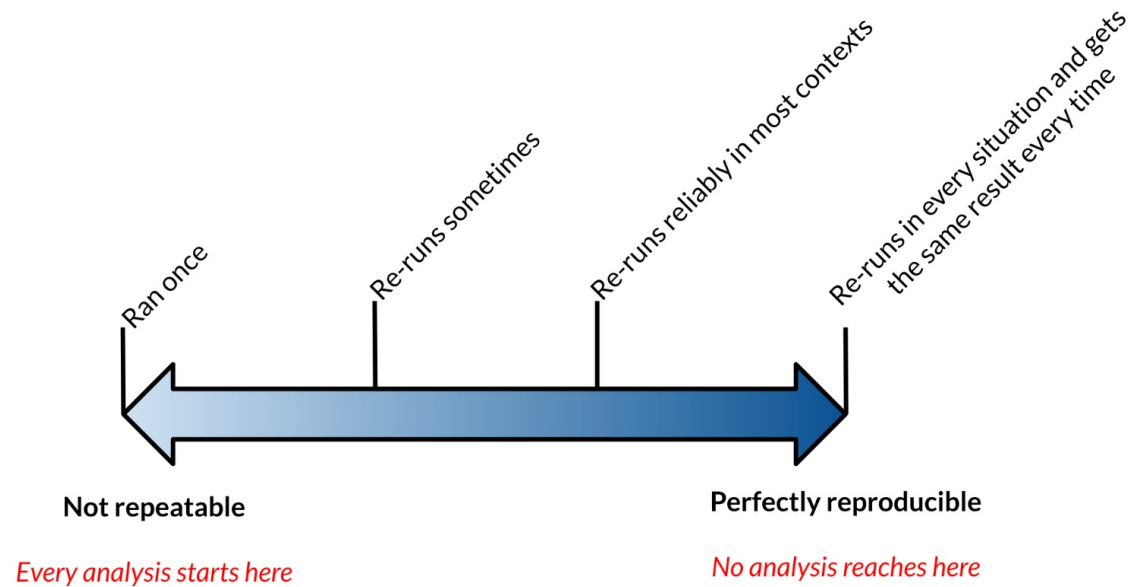 Ran once
Re-runs sometimes
Re-runs reliably in most contexts
Re-runs in every situation and gets
the same result every time
Not repeatable
Perfectly reproducible
Every analysis starts here
No analysis reaches here